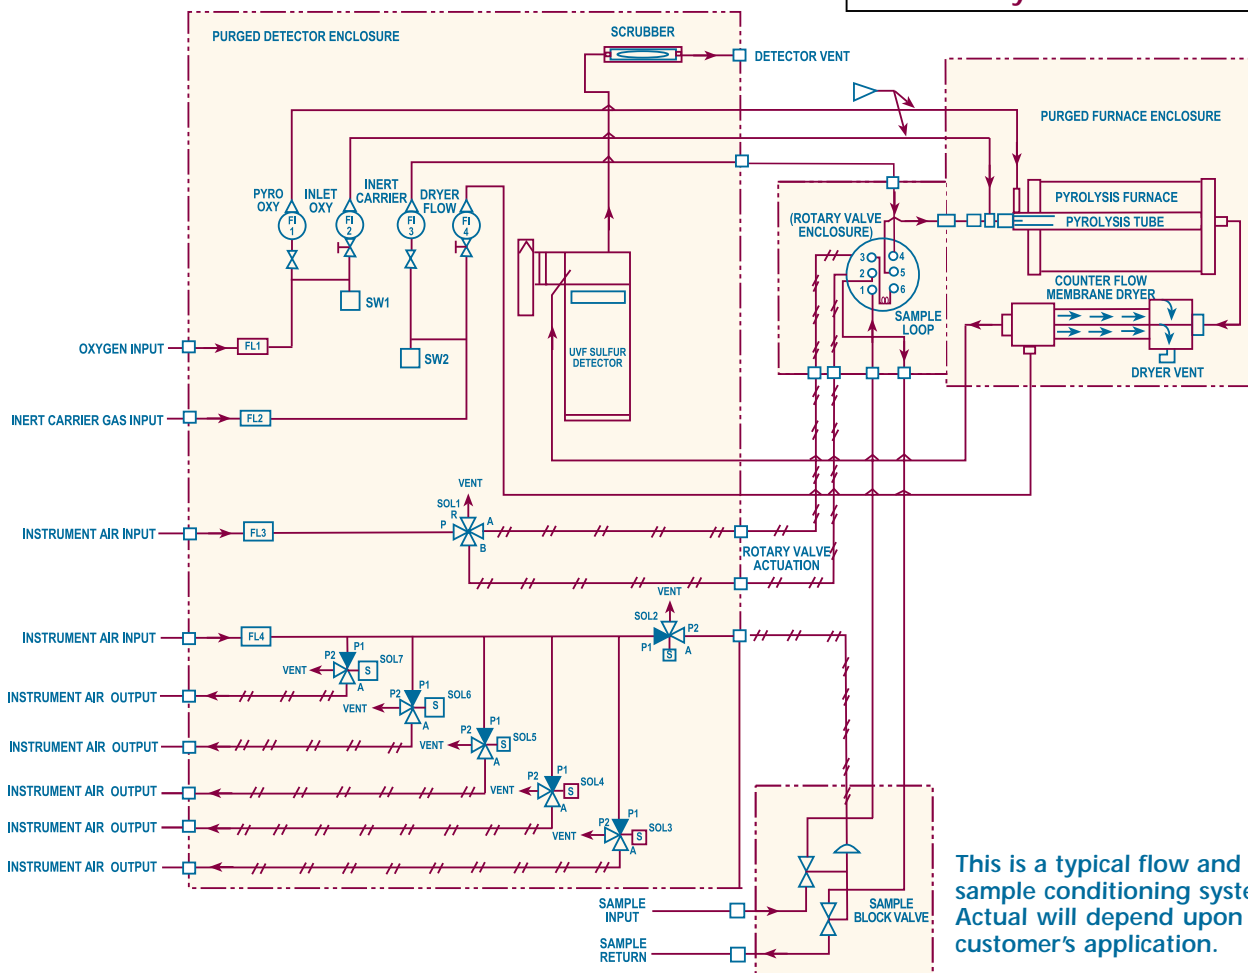 PURGED DETECTOR ENCLOSURE
SCRUBBER
DETECTOR VENT
PURGED FURNACE ENCLOSURE
PYRO
OXY
INLET
OXY
INERT
CARRIER
DRYER
FLOW
FI
1
FI
2
FI
3
FI
4
SW1
SW2
(ROTARY VALVE
ENCLOSURE)
3
4
2
5
1
6
SAMPLE
LOOP
PYROLYSIS FURNACE
PYROLYSIS TUBE
COUNTER FLOW
MEMBRANE DRYER
DRYER VENT
UVF SULFUR
DETECTOR
OXYGEN INPUT
FL1
INERT CARRIER GAS INPUT
FL2
INSTRUMENT AIR INPUT
FL3
VENT
SOL1
R
P
A
B
ROTARY VALVE
ACTUATION
INSTRUMENT AIR INPUT
FL4
VENT
SOL2
P1
P2
S
A
P2
P1
SOL7
VENT
S
A
INSTRUMENT AIR OUTPUT
P2
P1
SOL6
VENT
S
A
INSTRUMENT AIR OUTPUT
P2
P1
SOL5
VENT
S
A
INSTRUMENT AIR OUTPUT
P2
P1
SOL4
VENT
S
A
INSTRUMENT AIR OUTPUT
P2
P1
SOL3
VENT
S
A
INSTRUMENT AIR OUTPUT
SAMPLE
INPUT
SAMPLE
BLOCK VALVE
SAMPLE
RETURN
This is a typical flow and
sample conditioning syste
Actual will depend upon
customer's application.